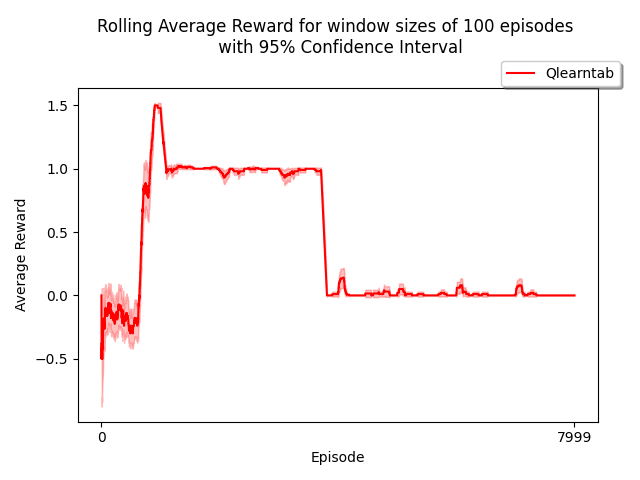 Rolling Average Reward for window sizes of 100 episodes
with 95% Confidence Interval
Qlearntab
1.5
1.0
0.5
0.0
−0.5
Average Reward
0
7999
Episode